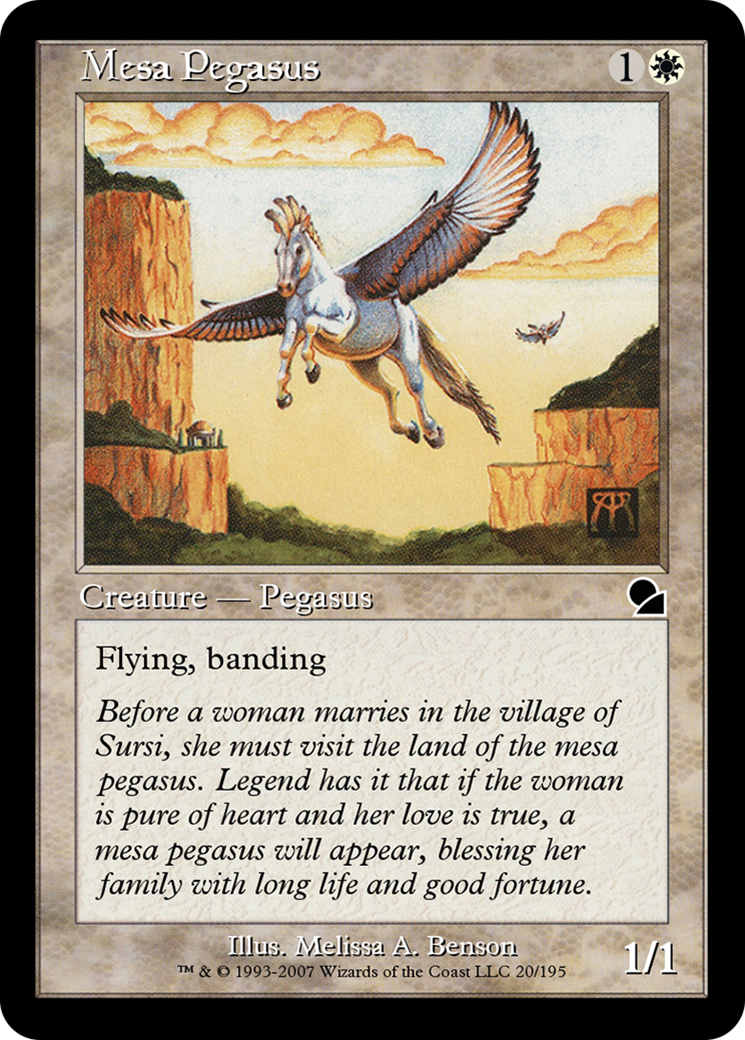 Mesa Pegasus 1
Creature — Pegasus
Flying, banding
Before a woman marries in the village of
Sursi, she must visit the land of the mesa
pegasus. Legend has it that if the woman
is pure of heart and her love is true, a
mesa pegasus will appear, blessing her
family with long life and good fortune.
Illus. Melissa A. Benson
™ & © 1993-2007 Wizards of the Coast LLC 20/195
1/1